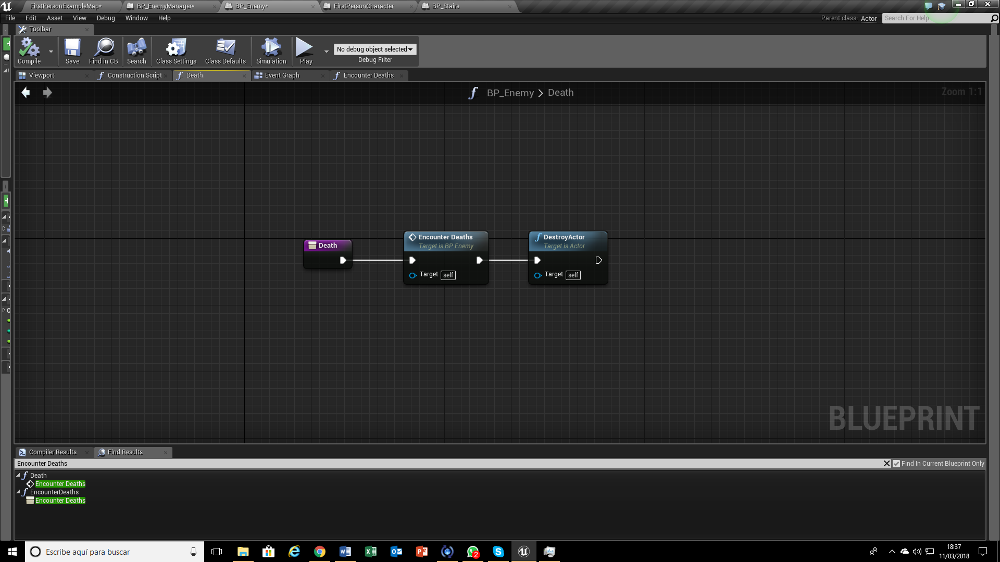 FirstPersonExampleMap*
BP_EnemyManager*
BP_Enemy*
FirstPersonCharacter
BP_Stairs
File Edit Asset View Debug Window Help
Parent class: Actor
Search For Help
Toolbar
Compile
Save
Find in CB
Search
Class Settings
Class Defaults
Simulation
Play
No debug object selected
Debug Filter
Viewport
Construction Script
Death
Event Graph
Encounter Deaths
BP_Enemy > Death
Zoom 1:1
Death
Encounter Deaths
Target is BP Enemy
Target self
DestroyActor
Target is Actor
Target self
BLUEPRINT
Compiler Results
Find Results
Encounter Deaths
Find In Current Blueprint Only
Death
Encounter Deaths
EncounterDeaths
Encounter Deaths
Escribe aquí para buscar
2
18:37
11/03/2018